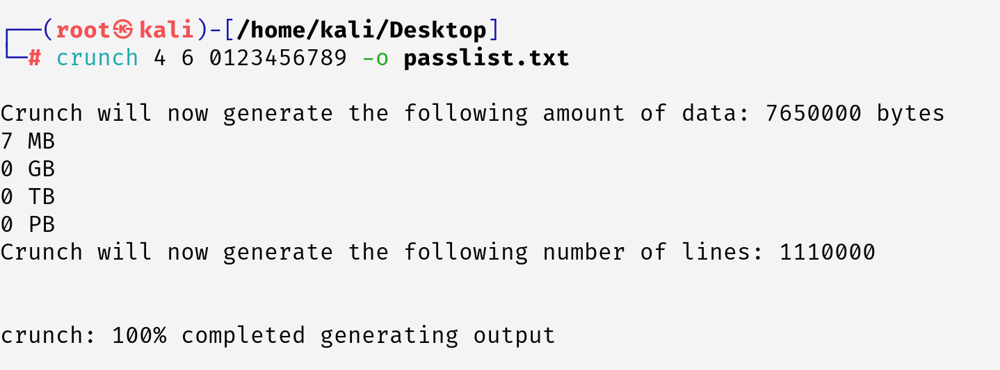 ┌──(root㉿kali)-[/home/kali/Desktop]
└─# crunch 4 6 0123456789 -o passlist.txt
Crunch will now generate the following amount of data: 7650000 bytes
7 MB
0 GB
0 TB
0 PB
Crunch will now generate the following number of lines: 1110000
crunch: 100% completed generating output